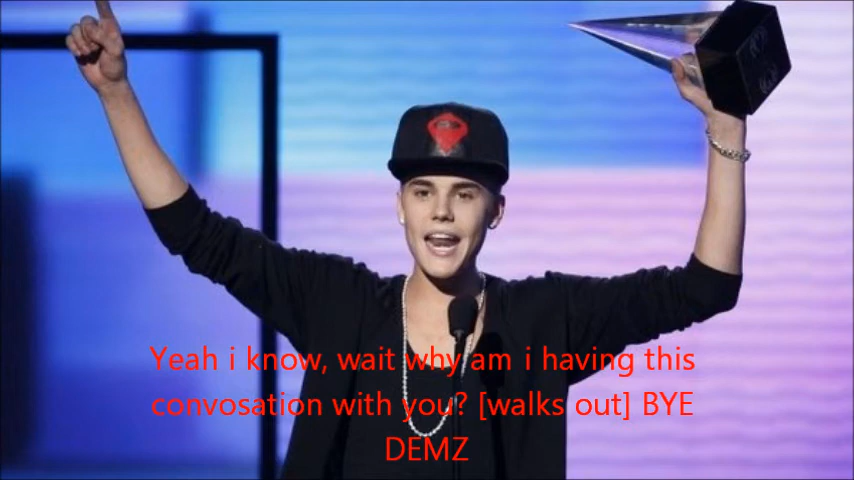 Yeah i know, wait why am i having this
convosation with you? [walks out] BYE
DEMZ